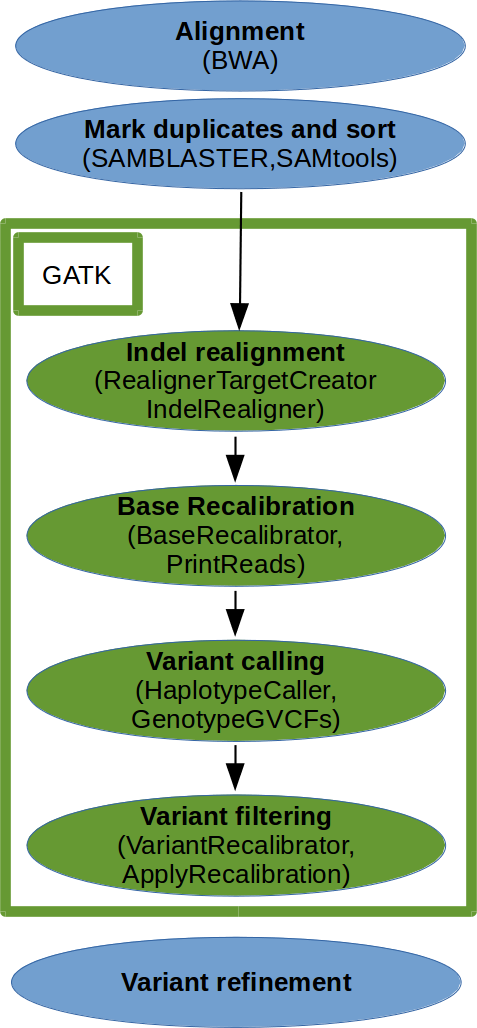 Alignment
(BWA)
Mark duplicates and sort
(SAMBLASTER,SAMtools)
GATK
Indel realignment
(RealignerTargetCreator
IndelRealigner)
Base Recalibration
(BaseRecalibrator,
PrintReads)
Variant calling
(HaplotypeCaller,
GenotypeGVCFs)
Variant filtering
(VariantRecalibrator,
ApplyRecalibration)
Variant refinement